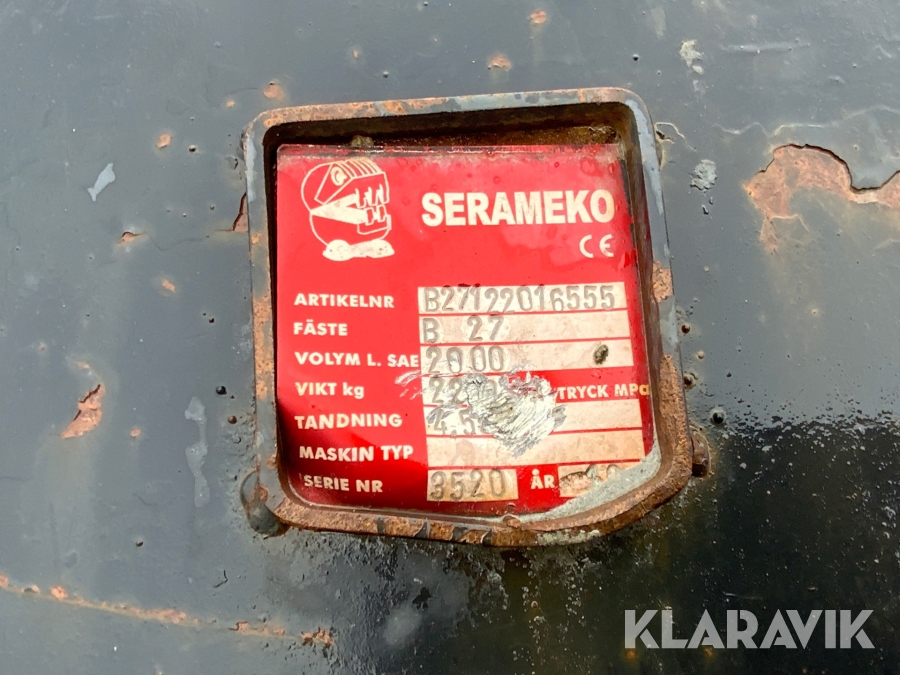 SERAMEKO
CE
ARTIKELNR B27122016555
FÄSTE B 27
VOLYM L. SAE 2000
VIKT kg TRYCK MPa
TANDNING
MASKIN TYP
SERIE NR 3520 ÅR
KLARAVIK